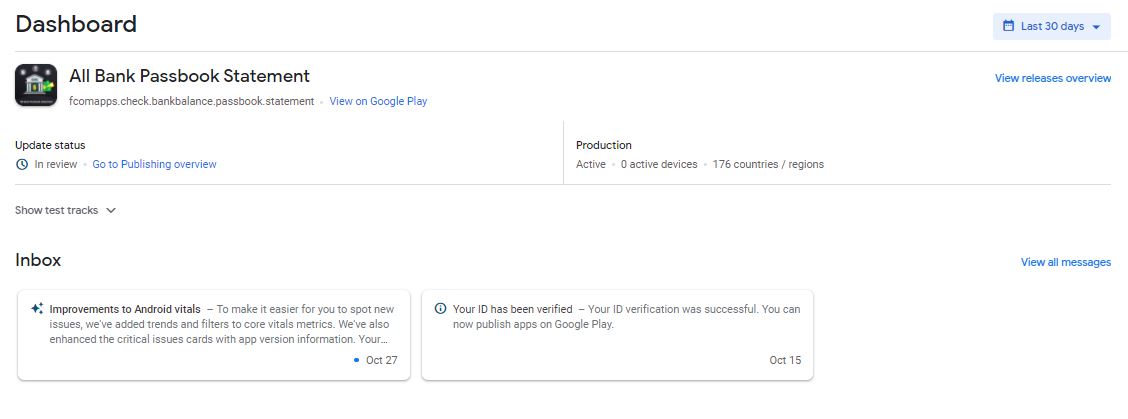 Dashboard
Last 30 days
All Bank Passbook Statement
View releases overview
fcomapps.check.bankbalance.passbook.statement • View on Google Play
Update status
In review • Go to Publishing overview
Production
Active • 0 active devices • 176 countries / regions
Show test tracks
Inbox
View all messages
Improvements to Android vitals – To make it easier for you to spot new
issues, we've added trends and filters to core vitals metrics. We've also
enhanced the critical issues cards with app version information. Your...
Oct 27
Your ID has been verified – Your ID verification was successful. You can
now publish apps on Google Play.
Oct 15